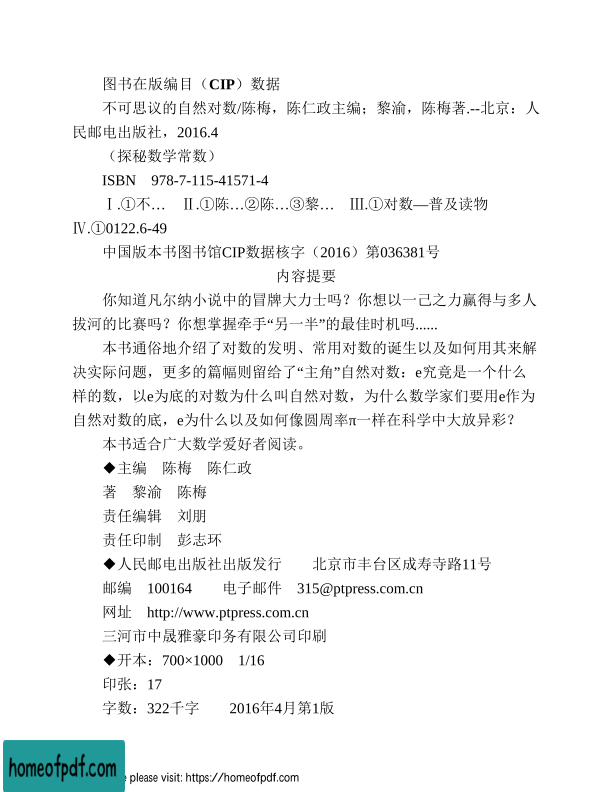 图书在版编目（CIP）数据
不可思议的自然对数/陈梅，陈仁政主编；黎渝，陈梅著.--北京：人
民邮电出版社，2016.4
（探秘数学常数）
ISBN　978-7-115-41571-4
Ⅰ.①不…　Ⅱ.①陈…②陈…③黎…　Ⅲ.①对数—普及读物
Ⅳ.①0122.6-49
中国版本书图书馆CIP数据核字（2016）第036381号
内容提要
你知道凡尔纳小说中的冒牌大力士吗？你想以一己之力赢得与多人
拔河的比赛吗？你想掌握牵手“另一半”的最佳时机吗......
本书通俗地介绍了对数的发明、常用对数的诞生以及如何用其来解
决实际问题，更多的篇幅则留给了“主角”自然对数：e究竟是一个什么
样的数，以e为底的对数为什么叫自然对数，为什么数学家们要用e作为
自然对数的底，e为什么以及如何像圆周率π一样在科学中大放异彩？
本书适合广大数学爱好者阅读。
◆主编　陈梅　陈仁政
著　黎渝　陈梅
责任编辑　刘朋
责任印制　彭志环
◆人民邮电出版社出版发行　　北京市丰台区成寿寺路11号
邮编　100164　　电子邮件　315@ptpress.com.cn
网址　http://www.ptpress.com.cn
三河市中晟雅豪印务有限公司印刷
◆开本：700×1000　1/16
印张：17
字数：322千字　　2016年4月第1版
homeofpdf.com
please visit: https://homeofpdf.com